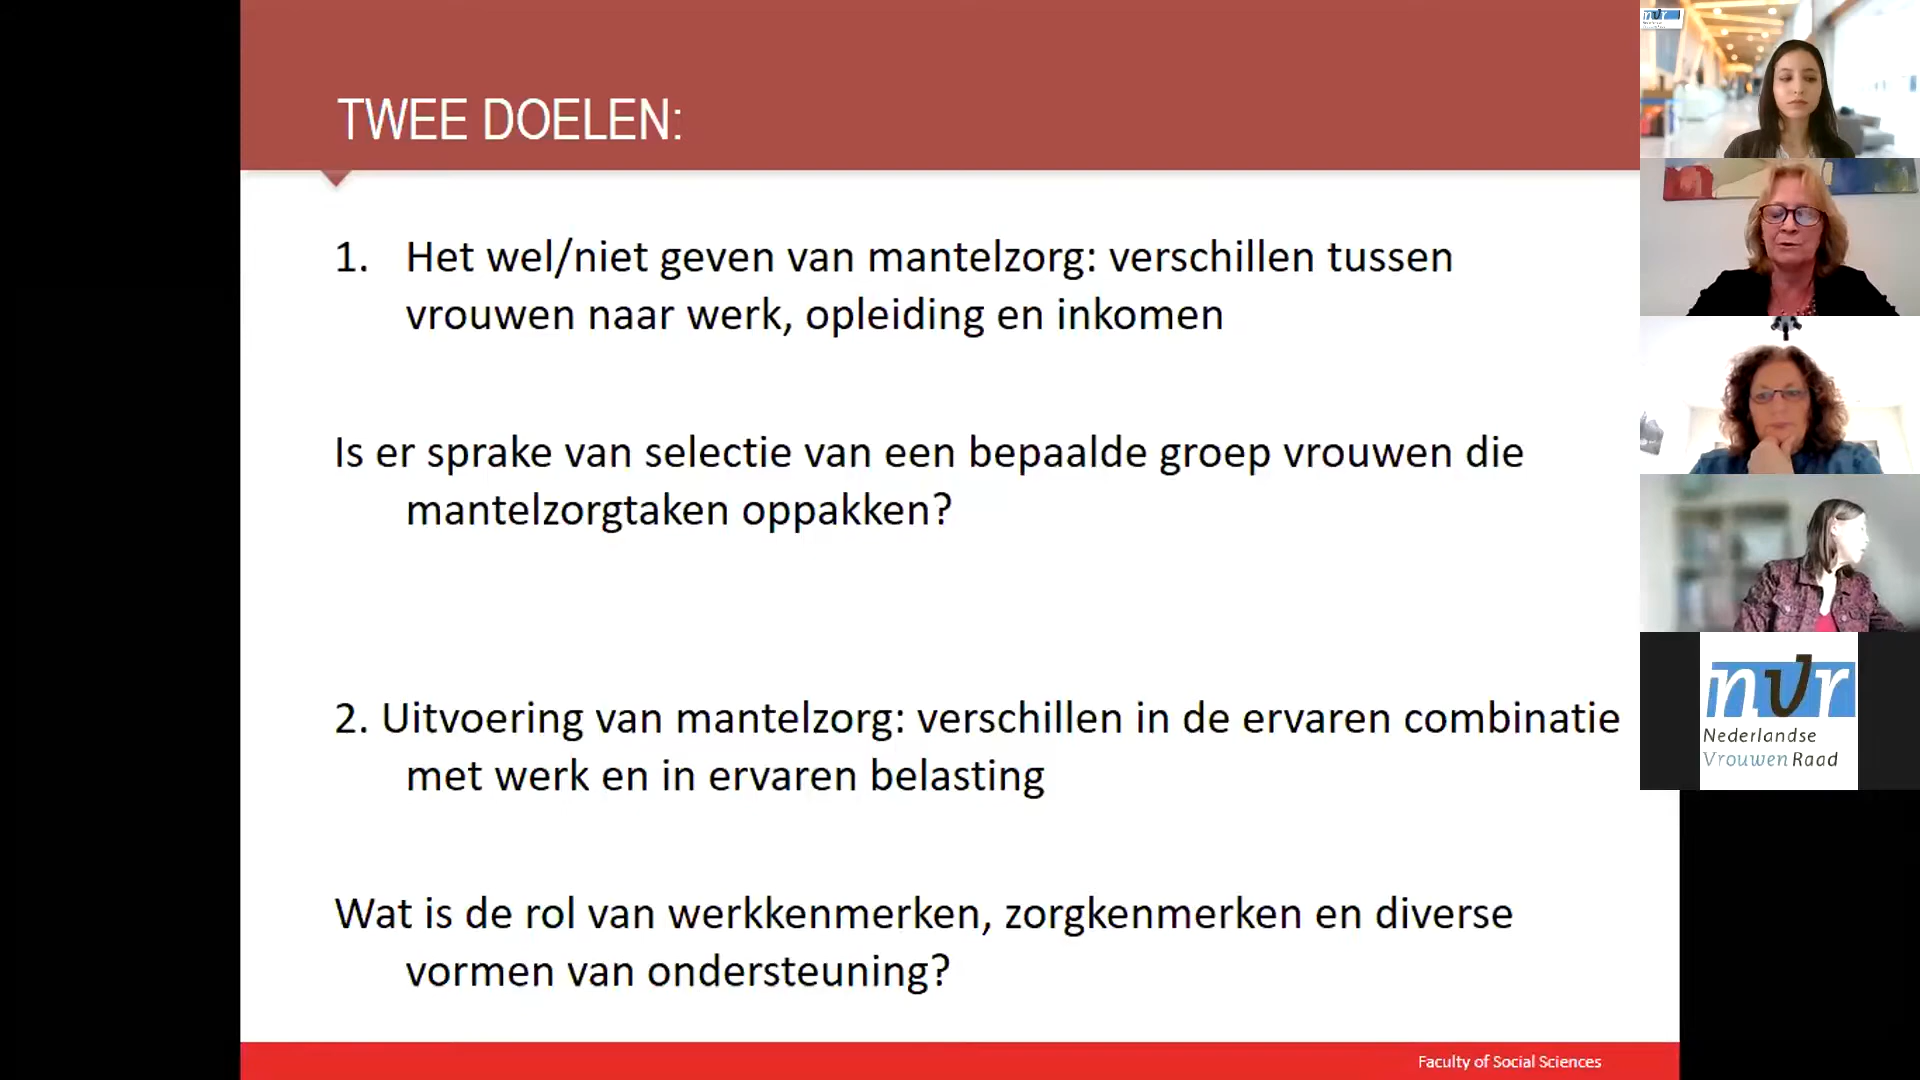 TWEE DOELEN:
1. Het wel/niet geven van mantelzorg: verschillen tussen
vrouwen naar werk, opleiding en inkomen
Is er sprake van selectie van een bepaalde groep vrouwen die
mantelzorgtaken oppakken?
2. Uitvoering van mantelzorg: verschillen in de ervaren combinatie
met werk en in ervaren belasting
Wat is de rol van werkkenmerken, zorgkenmerken en diverse
vormen van ondersteuning?
Faculty of Social Sciences
nvr
nvr
Nederlandse
VrouwenRaad